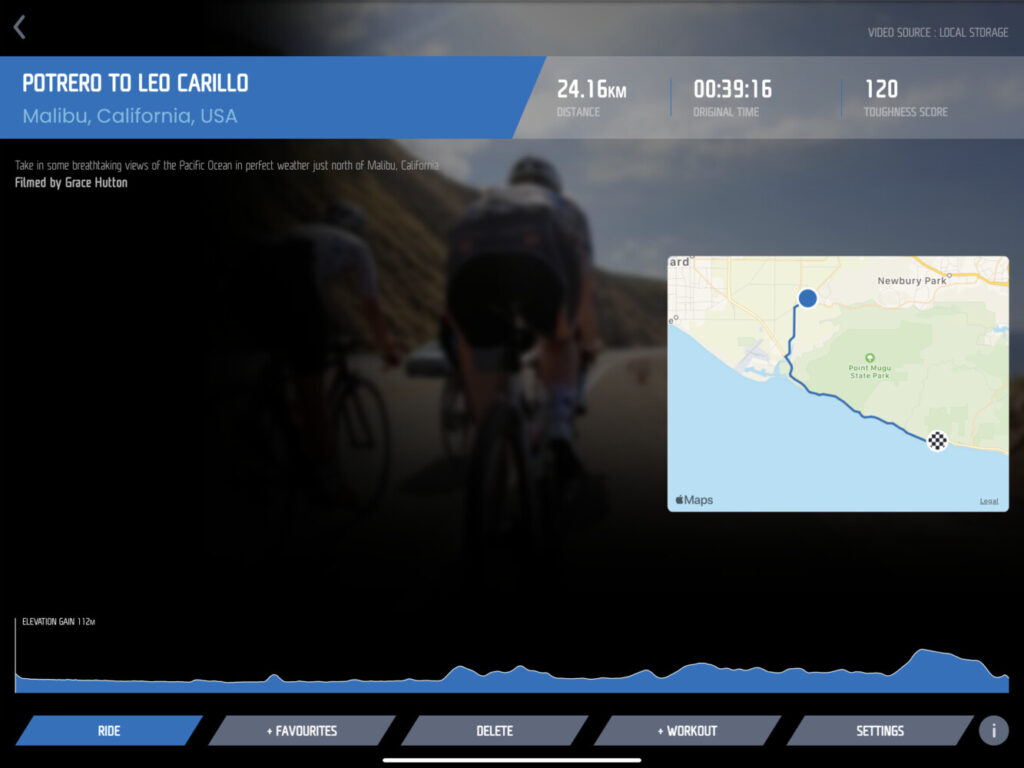 VIDEO SOURCE : LOCAL STORAGE
POTRERO TO LEO CARILLO
Malibu, California, USA
24.16KM
DISTANCE
00:39:16
ORIGINAL TIME
120
TOUGHNESS SCORE
Take in some breathtaking views of the Pacific Ocean in perfect weather just north of Malibu, California.
Filmed by Grace Hutton
ard
Newbury Park
e
Point Mugu
State Park
Maps
Legal
ELEVATION GAIN 112M
RIDE
+ FAVOURITES
DELETE
+ WORKOUT
SETTINGS
i